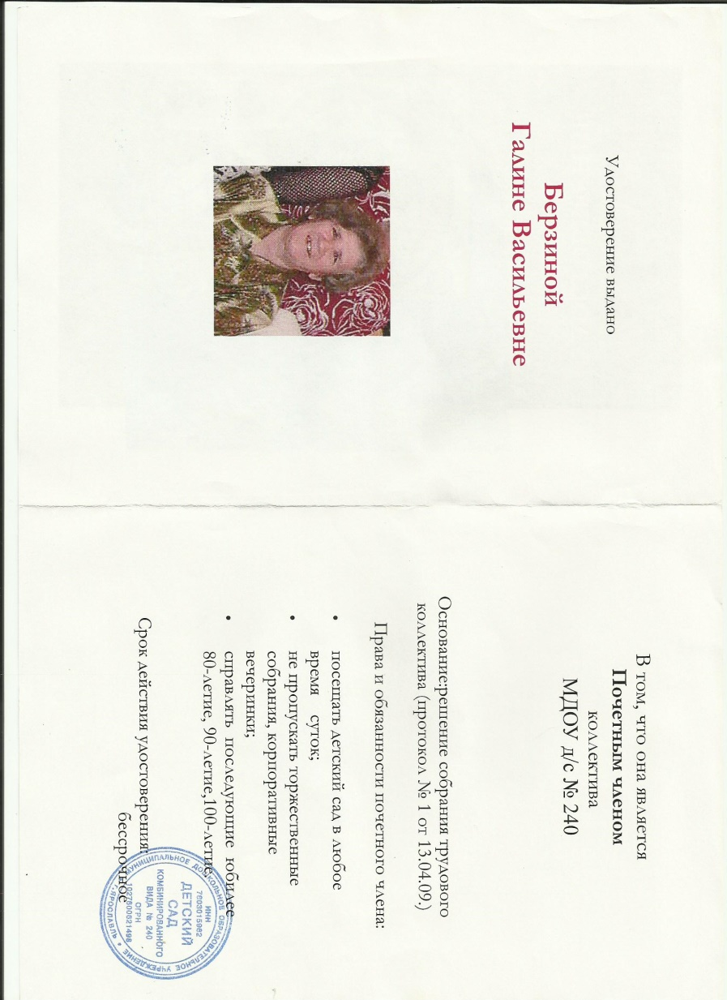 Удостоверение выдано
Берзиной
Галине Васильевне
В том, что она является
Почетным членом
коллектива
МДОУ д/с № 240
Основание:решение собрания трудового
коллектива (протокол № 1 от 13.04.09.)
Права и обязанности почетного члена:
• посещать детский сад в любое
время суток;
• не пропускать торжественные
собрания, корпоративные
вечеринки;
• справлять последующие юбилее
80-летие, 90-летие,100-летие.
Срок действия удостоверения:
бессрочное
МУНИЦИПАЛЬНОЕ ДОШКОЛЬНОЕ ОБРАЗОВАТЕЛЬНОЕ УЧРЕЖДЕНИЕ
г. ЯРОСЛАВЛЬ
ИНН
7603015982
ДЕТСКИЙ
САД
КОМБИНИРОВАННОГО
ВИДА № 240
ОГРН
1027600621498